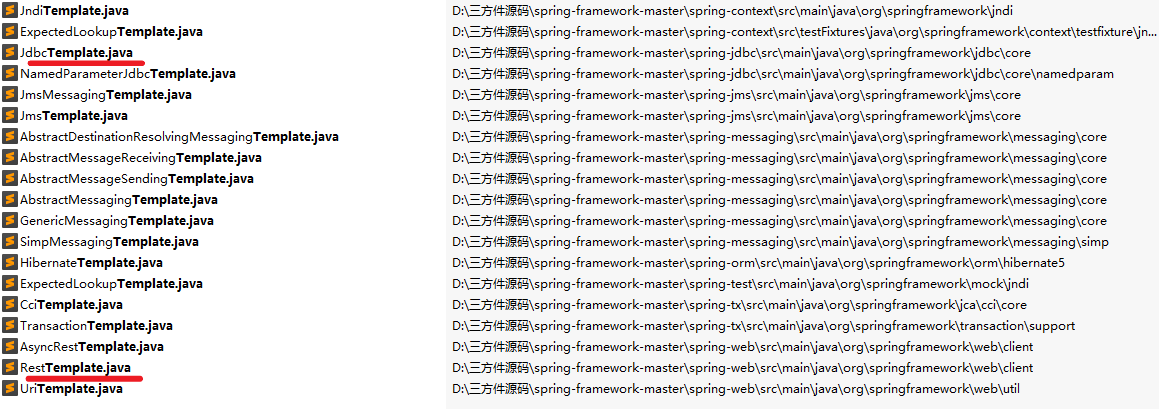 JndiTemplate.java D:\三方件源码\spring-framework-master\spring-context\src\main\java\org\springframework\jndi
ExpectedLookupTemplate.java D:\三方件源码\spring-framework-master\spring-context\src\testFixtures\java\org\springframework\context\testfixture\jn...
JdbcTemplate.java D:\三方件源码\spring-framework-master\spring-jdbc\src\main\java\org\springframework\jdbc\core
NamedParameterJdbcTemplate.java D:\三方件源码\spring-framework-master\spring-jdbc\src\main\java\org\springframework\jdbc\core\namedparam
JmsMessagingTemplate.java D:\三方件源码\spring-framework-master\spring-jms\src\main\java\org\springframework\jms\core
JmsTemplate.java D:\三方件源码\spring-framework-master\spring-jms\src\main\java\org\springframework\jms\core
AbstractDestinationResolvingMessagingTemplate.java D:\三方件源码\spring-framework-master\spring-messaging\src\main\java\org\springframework\messaging\core
AbstractMessageReceivingTemplate.java D:\三方件源码\spring-framework-master\spring-messaging\src\main\java\org\springframework\messaging\core
AbstractMessageSendingTemplate.java D:\三方件源码\spring-framework-master\spring-messaging\src\main\java\org\springframework\messaging\core
AbstractMessagingTemplate.java D:\三方件源码\spring-framework-master\spring-messaging\src\main\java\org\springframework\messaging\core
GenericMessagingTemplate.java D:\三方件源码\spring-framework-master\spring-messaging\src\main\java\org\springframework\messaging\core
SimpMessagingTemplate.java D:\三方件源码\spring-framework-master\spring-messaging\src\main\java\org\springframework\messaging\simp
HibernateTemplate.java D:\三方件源码\spring-framework-master\spring-orm\src\main\java\org\springframework\orm\hibernate5
ExpectedLookupTemplate.java D:\三方件源码\spring-framework-master\spring-test\src\main\java\org\springframework\mock\jndi
CciTemplate.java D:\三方件源码\spring-framework-master\spring-tx\src\main\java\org\springframework\jca\cci\core
TransactionTemplate.java D:\三方件源码\spring-framework-master\spring-tx\src\main\java\org\springframework\transaction\support
AsyncRestTemplate.java D:\三方件源码\spring-framework-master\spring-web\src\main\java\org\springframework\web\client
RestTemplate.java D:\三方件源码\spring-framework-master\spring-web\src\main\java\org\springframework\web\client
UriTemplate.java D:\三方件源码\spring-framework-master\spring-web\src\main\java\org\springframework\web\util